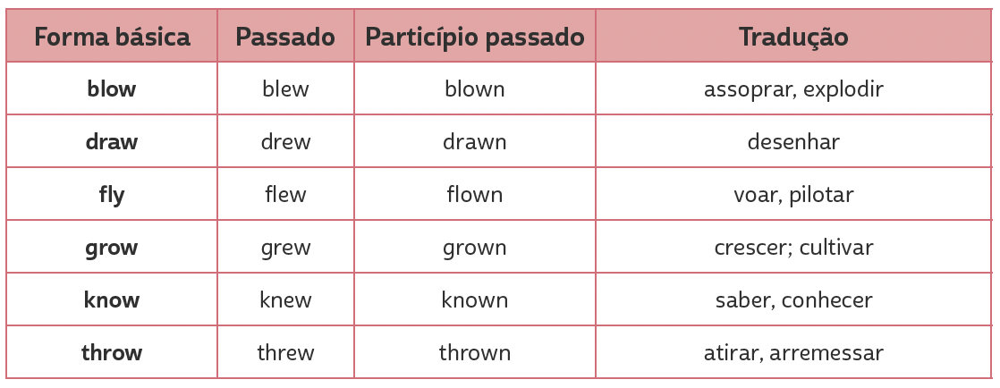 Forma básica Passado Particípio passado Tradução
blow blew blown assoprar, explodir
draw drew drawn desenhar
fly flew flown voar, pilotar
grow grew grown crescer; cultivar
know knew known saber, conhecer
throw threw thrown atirar, arremessar